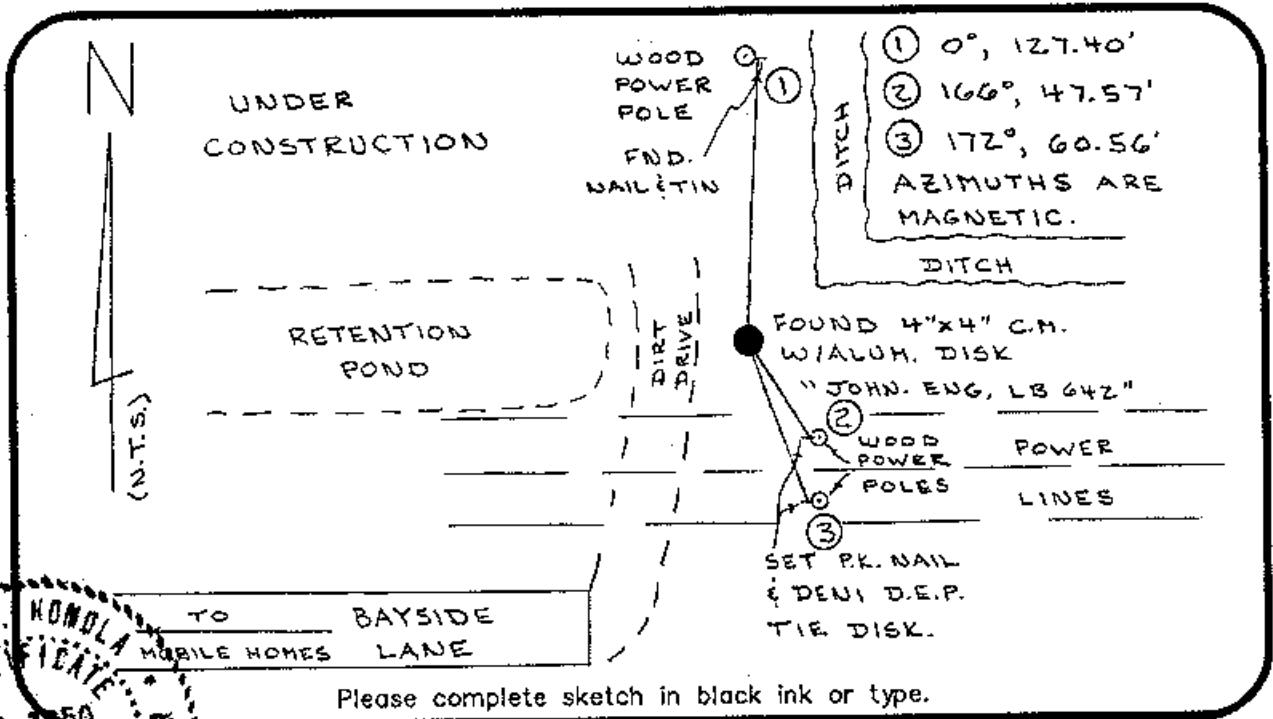 N
UNDER
CONSTRUCTION
WOOD
POWER
POLE
①
FND.
NAIL & TIN
DITCH
① 0°, 127.40'
② 166°, 47.57'
③ 172°, 60.56'
AZIMUTHS ARE
MAGNETIC.
DITCH
RETENTION
POND
DIRT
DRIVE
FOUND 4"x4" C.M.
W/ALUM. DISK
"JOHN. ENG, LB 642"
(N.T.S.)
②
WOOD
POWER
POLES
POWER
LINES
③
SET P.K. NAIL
& DENI D.E.P.
TIE DISK.
TO
MOBILE HOMES
BAYSIDE
LANE
Please complete sketch in black ink or type.